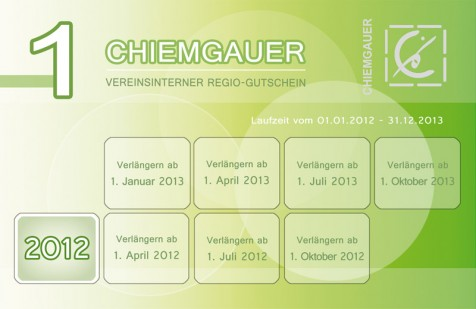 1 CHIEMGAUER
VEREINSINTERNER REGIO-GUTSCHEIN
CHIEMGAUER
Laufzeit vom 01.01.2012 - 31.12.2013
Verlängern ab
1. Januar 2013
Verlängern ab
1. April 2013
Verlängern ab
1. Juli 2013
Verlängern ab
1. Oktober 2013
2012
Verlängern ab
1. April 2012
Verlängern ab
1. Juli 2012
Verlängern ab
1. Oktober 2012